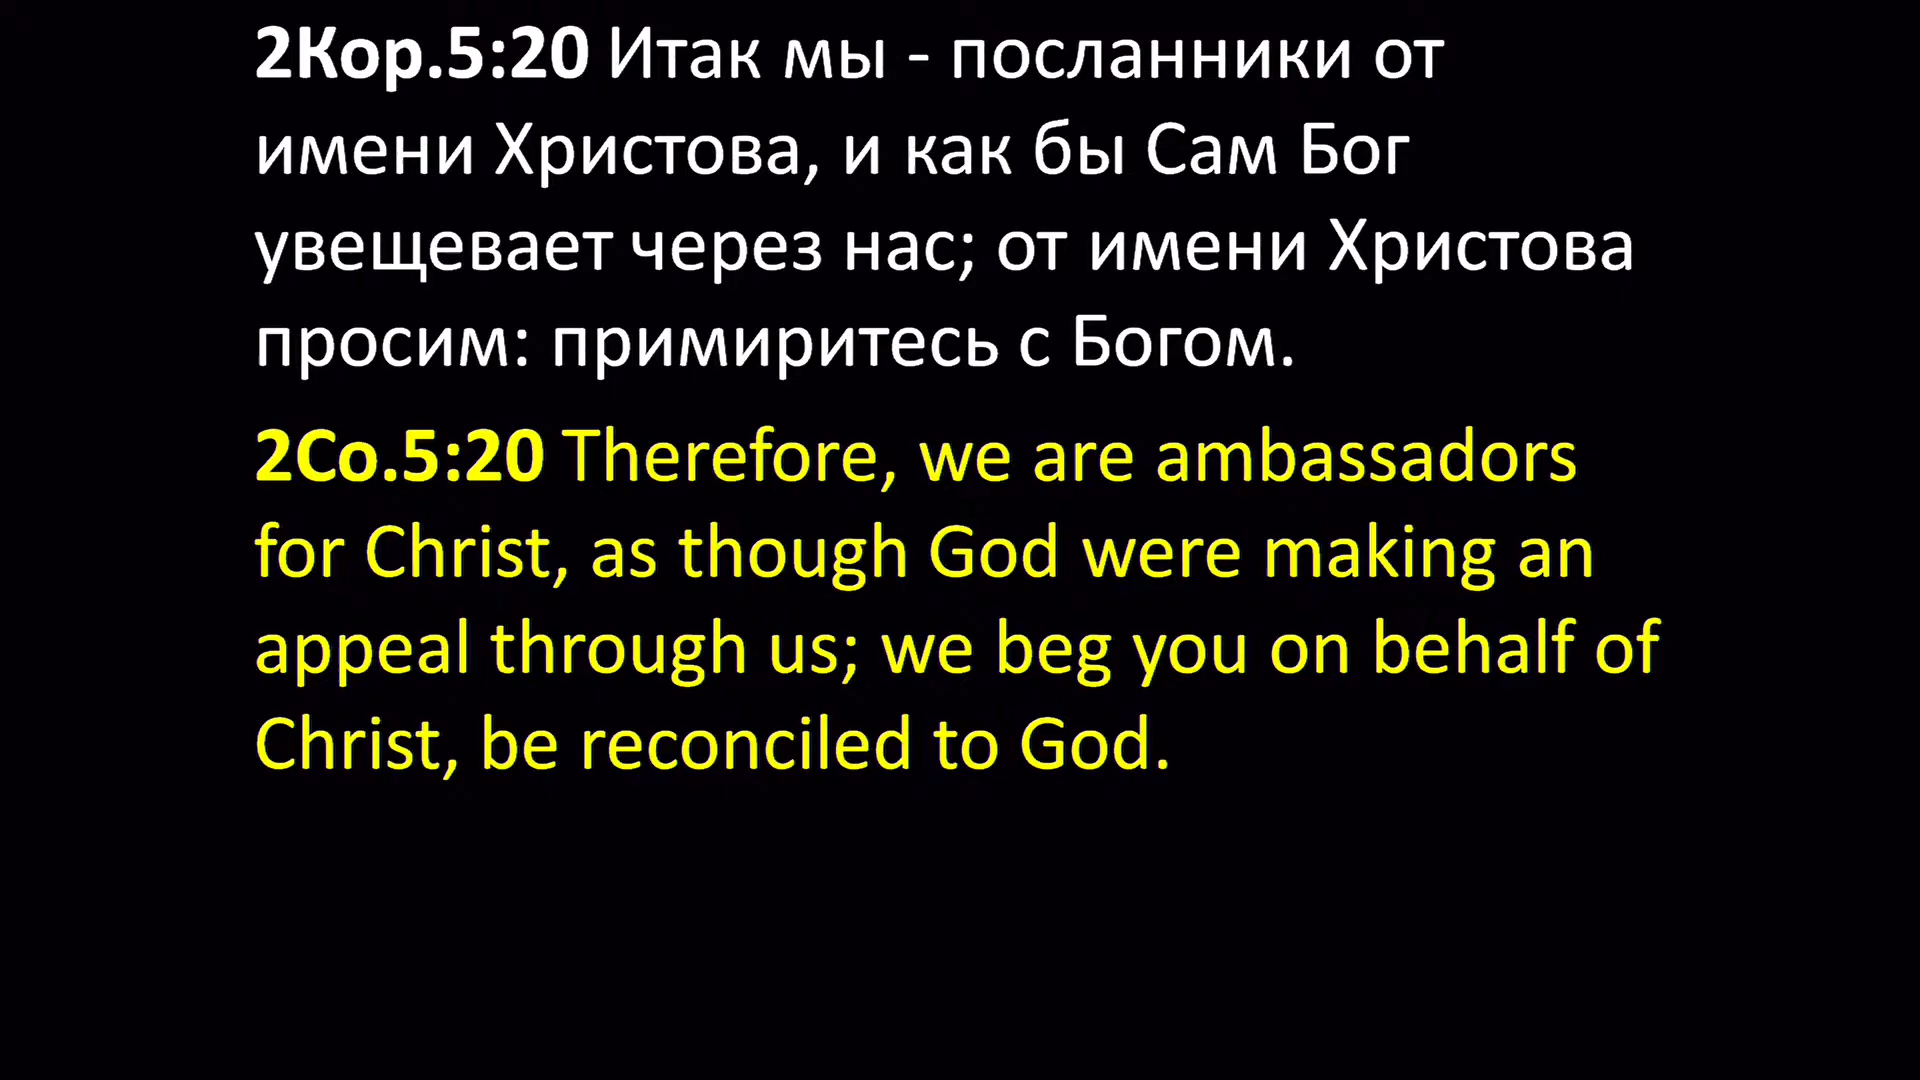 2Кор.5:20 Итак мы - посланники от
имени Христова, и как бы Сам Бог
увещевает через нас; от имени Христова
просим: примиритесь с Богом.
2Co.5:20 Therefore, we are ambassadors
for Christ, as though God were making an
appeal through us; we beg you on behalf of
Christ, be reconciled to God.